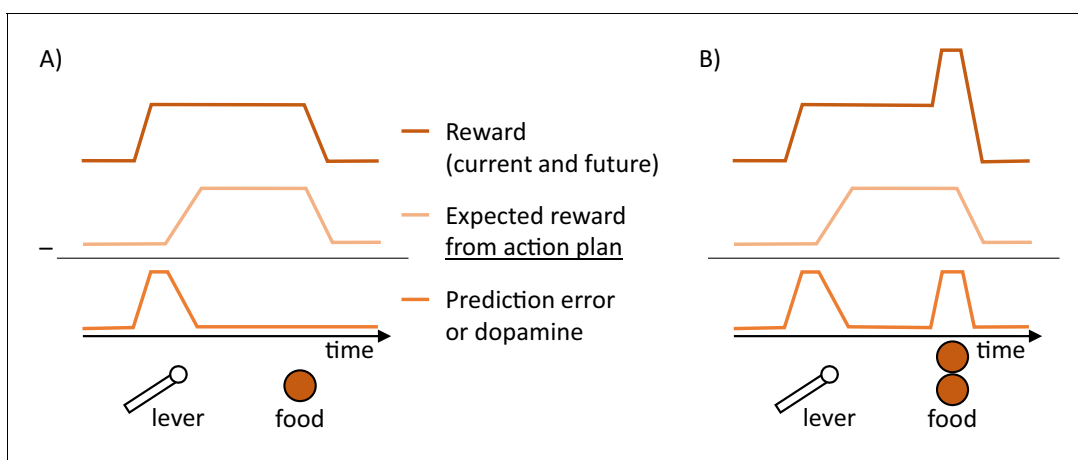 A)
Reward
(current and future)
Expected reward
from action plan
–
Prediction error
or dopamine
time
lever
food
B)
time
lever
food